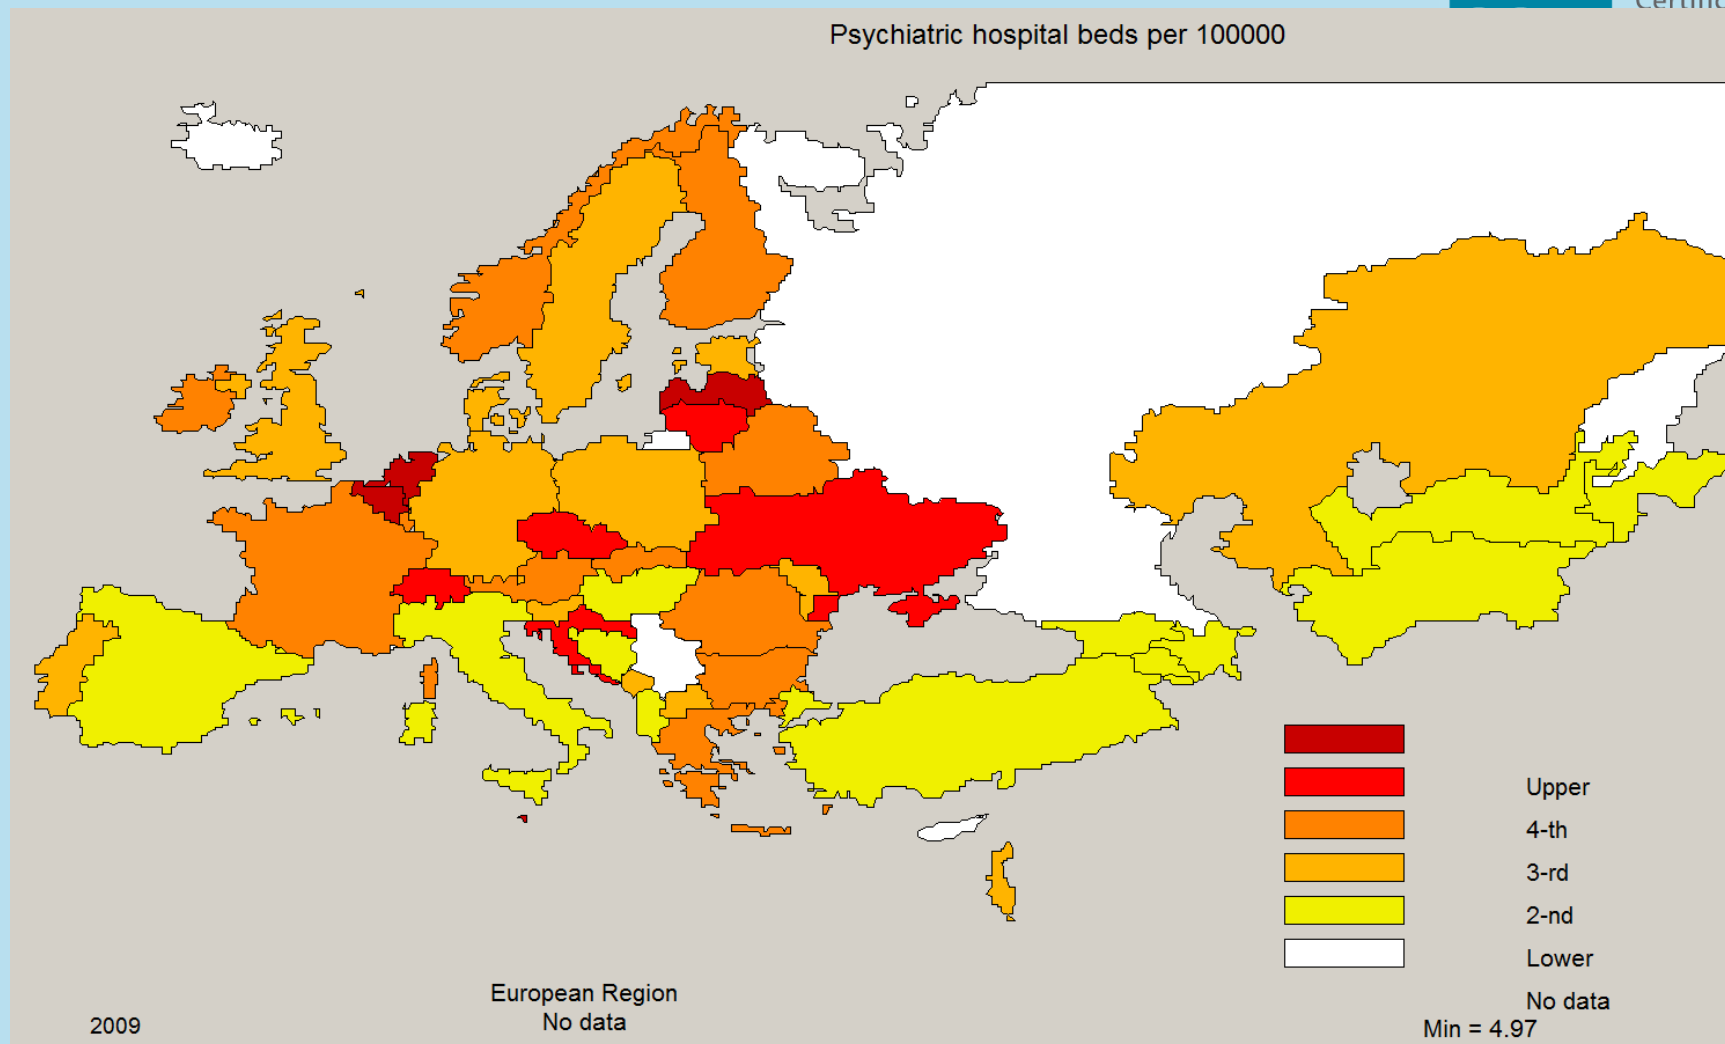 Psychiatric hospital beds per 100000
Upper
4-th
3-rd
2-nd
Lower
No data
European Region
No data
2009
Min = 4.97